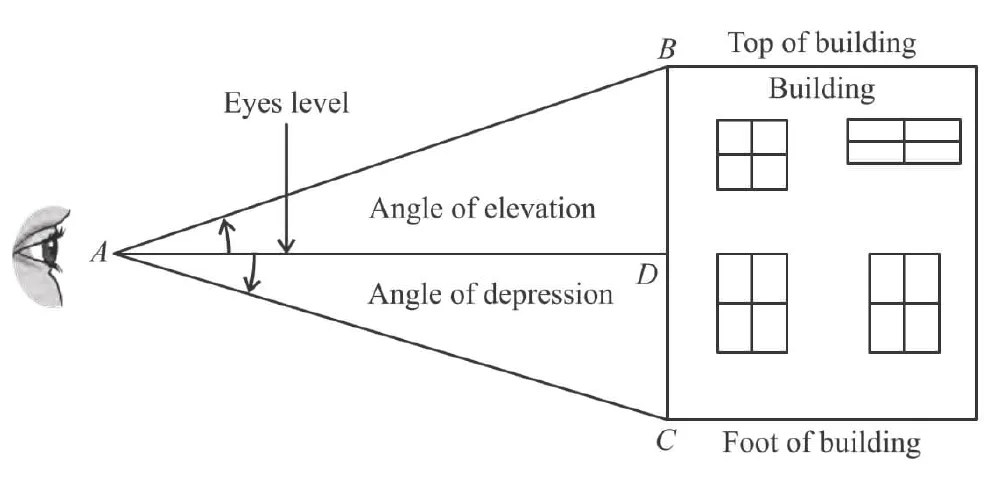 B
Top of building
Building
Eyes level
Angle of elevation
A
D
Angle of depression
C
Foot of building